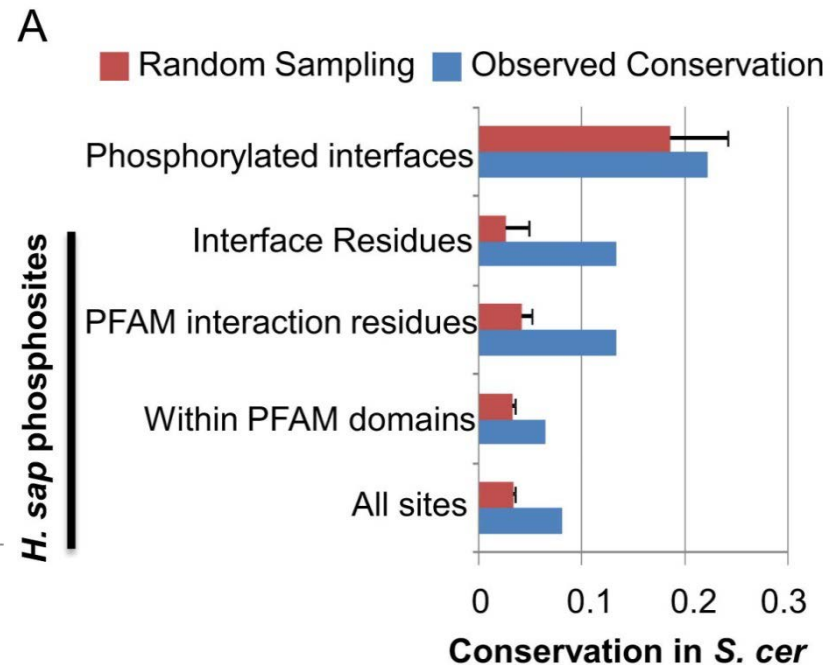 A
Random Sampling Observed Conservation
Phosphorylated interfaces
Interface Residues
PFAM interaction residues
Within PFAM domains
All sites
H. sap phosphosites
0 0.1 0.2 0.3
Conservation in S. cer